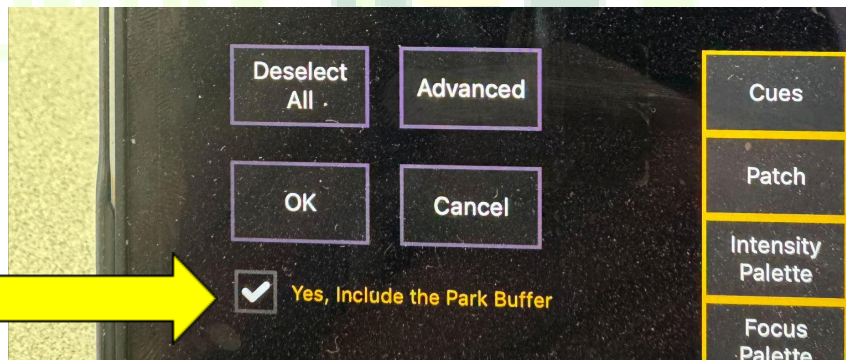 Deselect
All
Advanced
OK
Cancel
Yes, Include the Park Buffer
Cues
Patch
Intensity
Palette
Focus
Palette